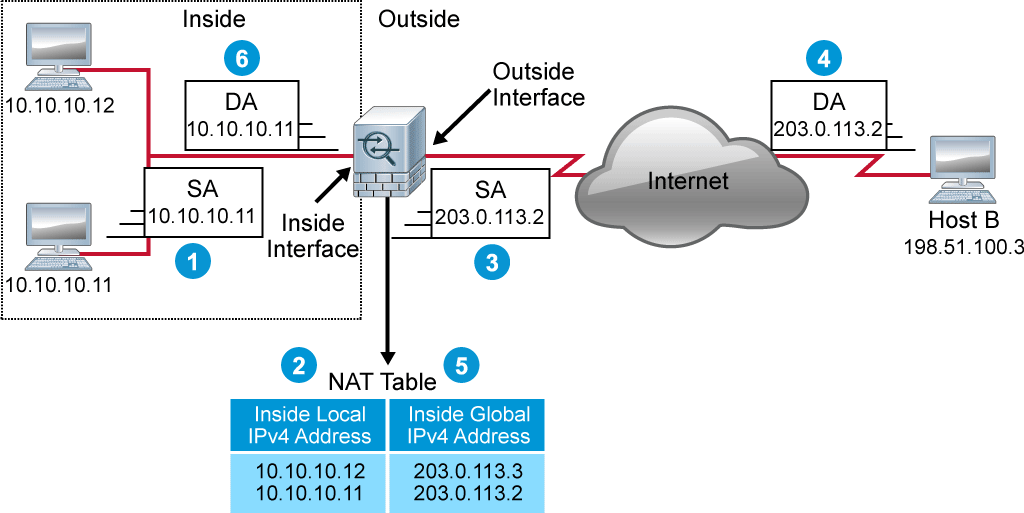 Inside
Outside
6
4
DA
10.10.10.11
Outside
Interface
DA
203.0.113.2
10.10.10.12
SA
10.10.10.11
Inside
Interface
SA
203.0.113.2
Internet
Host B
198.51.100.3
1
3
10.10.10.11
2
5
NAT Table
Inside Local
IPv4 Address
Inside Global
IPv4 Address
10.10.10.12
203.0.113.3
10.10.10.11
203.0.113.2